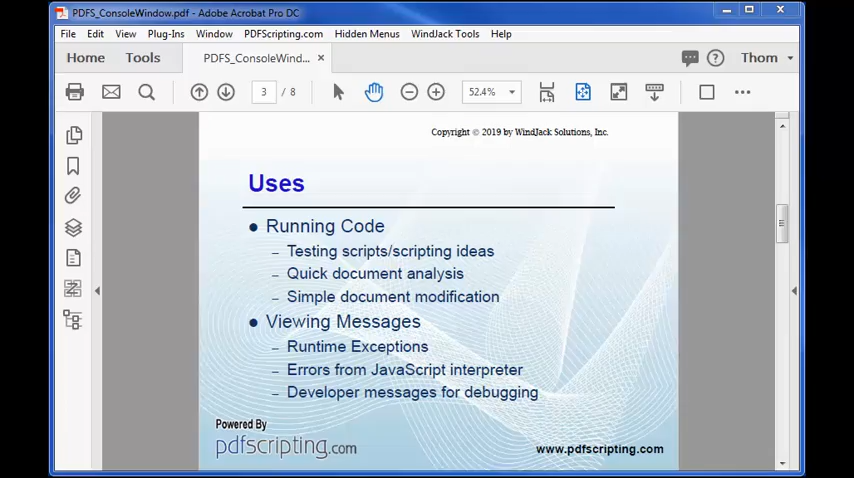 PDFS_ConsoleWindow.pdf - Adobe Acrobat Pro DC
File Edit View Plug-Ins Window PDFScripting.com Hidden Menus WindJack Tools Help
Home Tools PDFS_ConsoleWind... × Thom
3 / 8 52.4%
Copyright © 2019 by WindJack Solutions, Inc.
Uses
● Running Code
– Testing scripts/scripting ideas
– Quick document analysis
– Simple document modification
● Viewing Messages
– Runtime Exceptions
– Errors from JavaScript interpreter
– Developer messages for debugging
Powered By
pdfscripting.com
www.pdfscripting.com